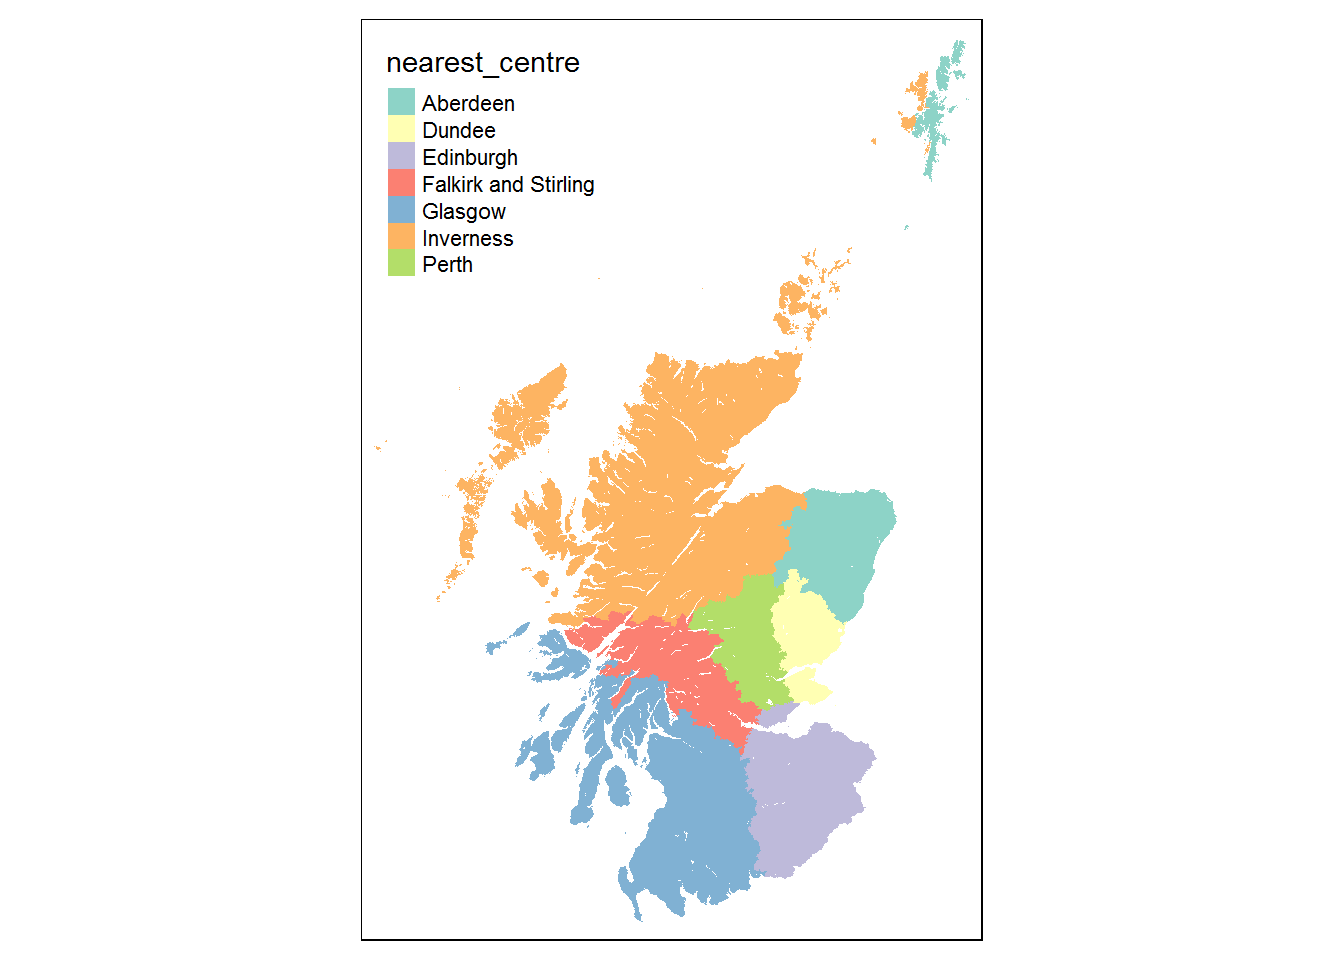 nearest_centre
Aberdeen
Dundee
Edinburgh
Falkirk and Stirling
Glasgow
Inverness
Perth